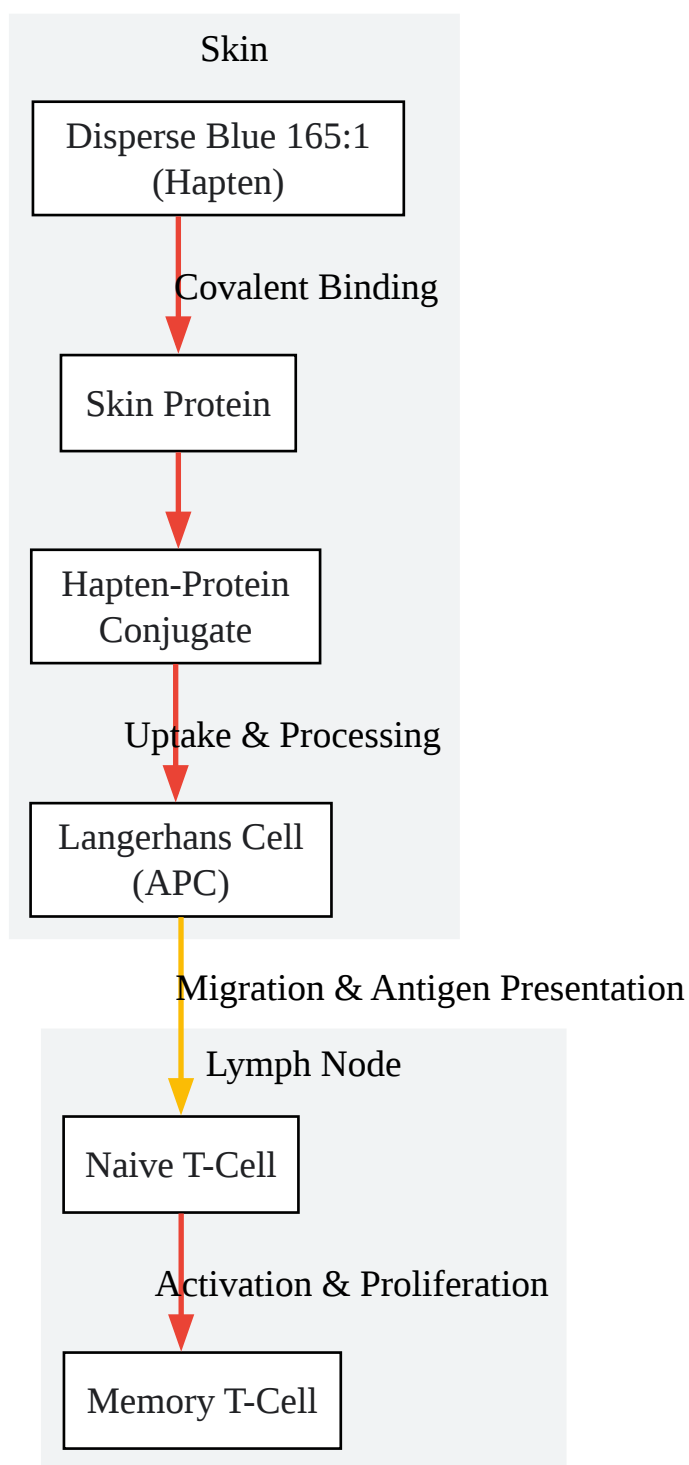 Skin
Disperse Blue 165:1
(Hapten)
Covalent Binding
Skin Protein
Hapten-Protein
Conjugate
Uptake & Processing
Langerhans Cell
(APC)
Migration & Antigen Presentation
Lymph Node
Naive T-Cell
Activation & Proliferation
Memory T-Cell